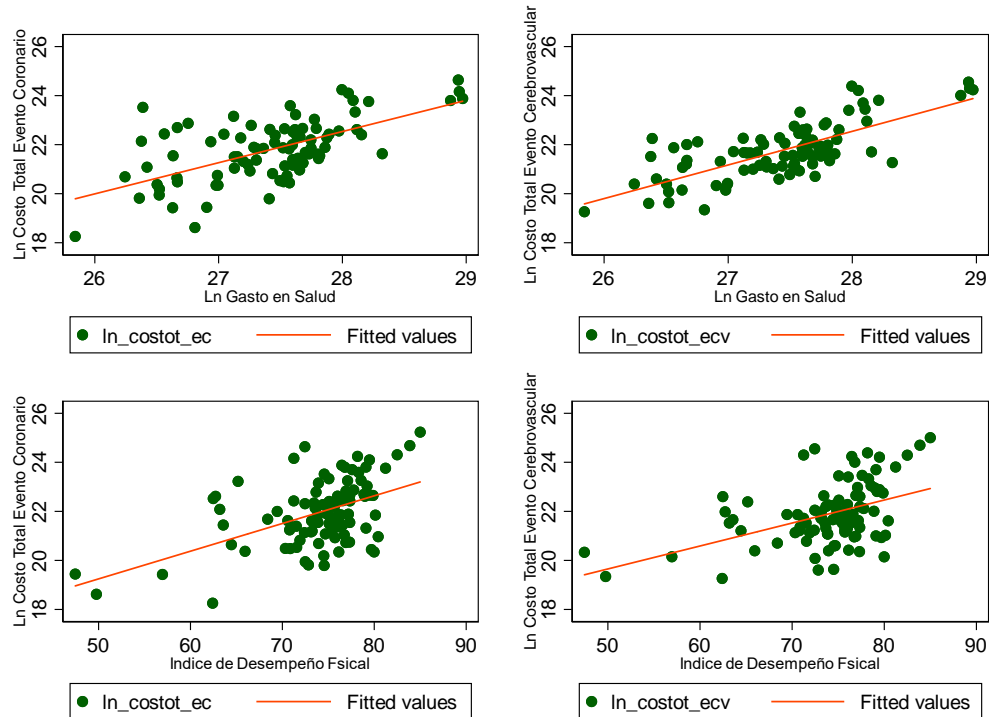 Ln Costo Total Evento Coronario
18 20 22 24 26
26 27 28 29
Ln Gasto en Salud
ln_costot_ec Fitted values
Ln Costo Total Evento Cerebrovascular
18 20 22 24 26
26 27 28 29
Ln Gasto en Salud
ln_costot_ecv Fitted values
Ln Costo Total Evento Coronario
18 20 22 24 26
50 60 70 80 90
Indice de Desempeño Fsical
ln_costot_ec Fitted values
Ln Costo Total Evento Cerebrovascular
18 20 22 24 26
50 60 70 80 90
Indice de Desempeño Fsical
ln_costot_ecv Fitted values